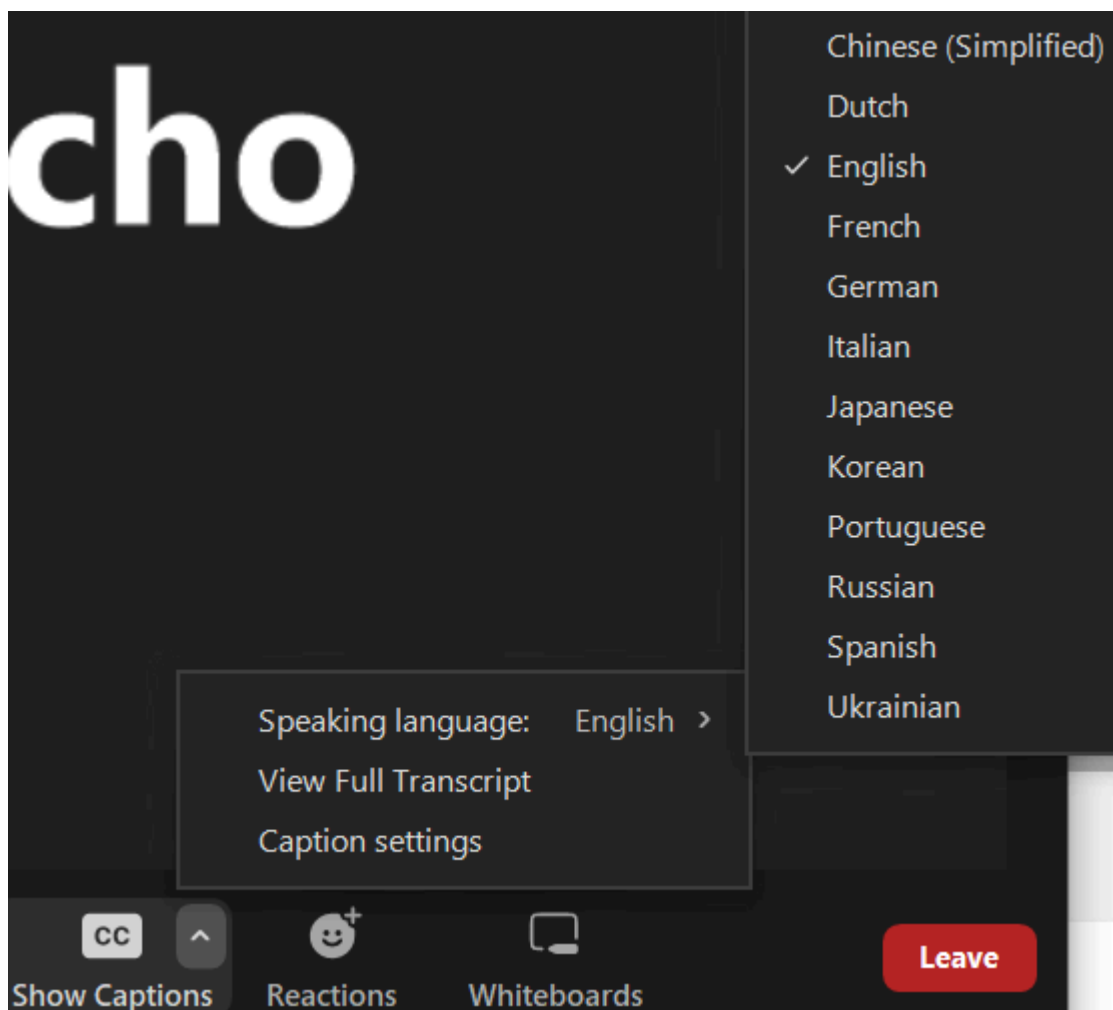 cho
Chinese (Simplified)
Dutch
English
French
German
Italian
Japanese
Korean
Portuguese
Russian
Spanish
Ukrainian
Speaking language: English
View Full Transcript
Caption settings
CC
Show Captions
Reactions
Whiteboards
Leave